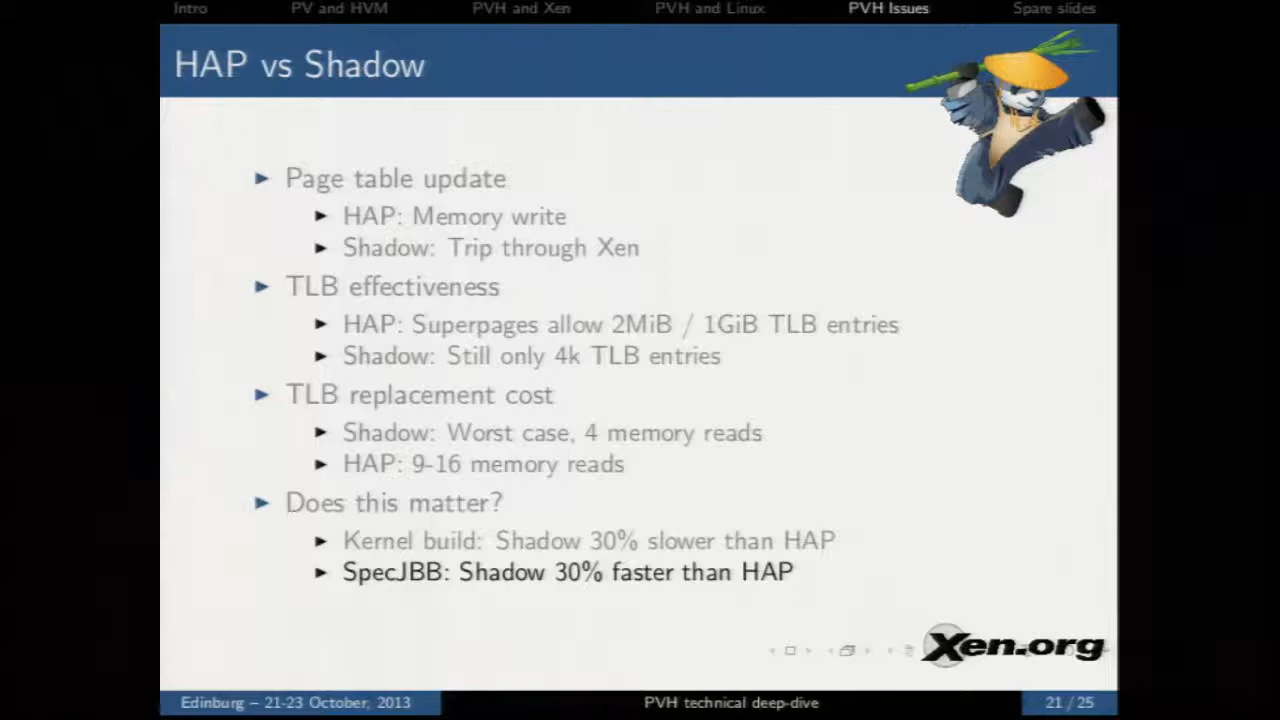 Intro PV and HVM PVH and Xen PVH and Linux PVH Issues Spare slides
HAP vs Shadow
Page table update
HAP: Memory write
Shadow: Trip through Xen
TLB effectiveness
HAP: Superpages allow 2MiB / 1GiB TLB entries
Shadow: Still only 4k TLB entries
TLB replacement cost
Shadow: Worst case, 4 memory reads
HAP: 9-16 memory reads
Does this matter?
Kernel build: Shadow 30% slower than HAP
SpecJBB: Shadow 30% faster than HAP
Xen.org
Edinburg – 21-23 October, 2013 PVH technical deep-dive 21 / 25